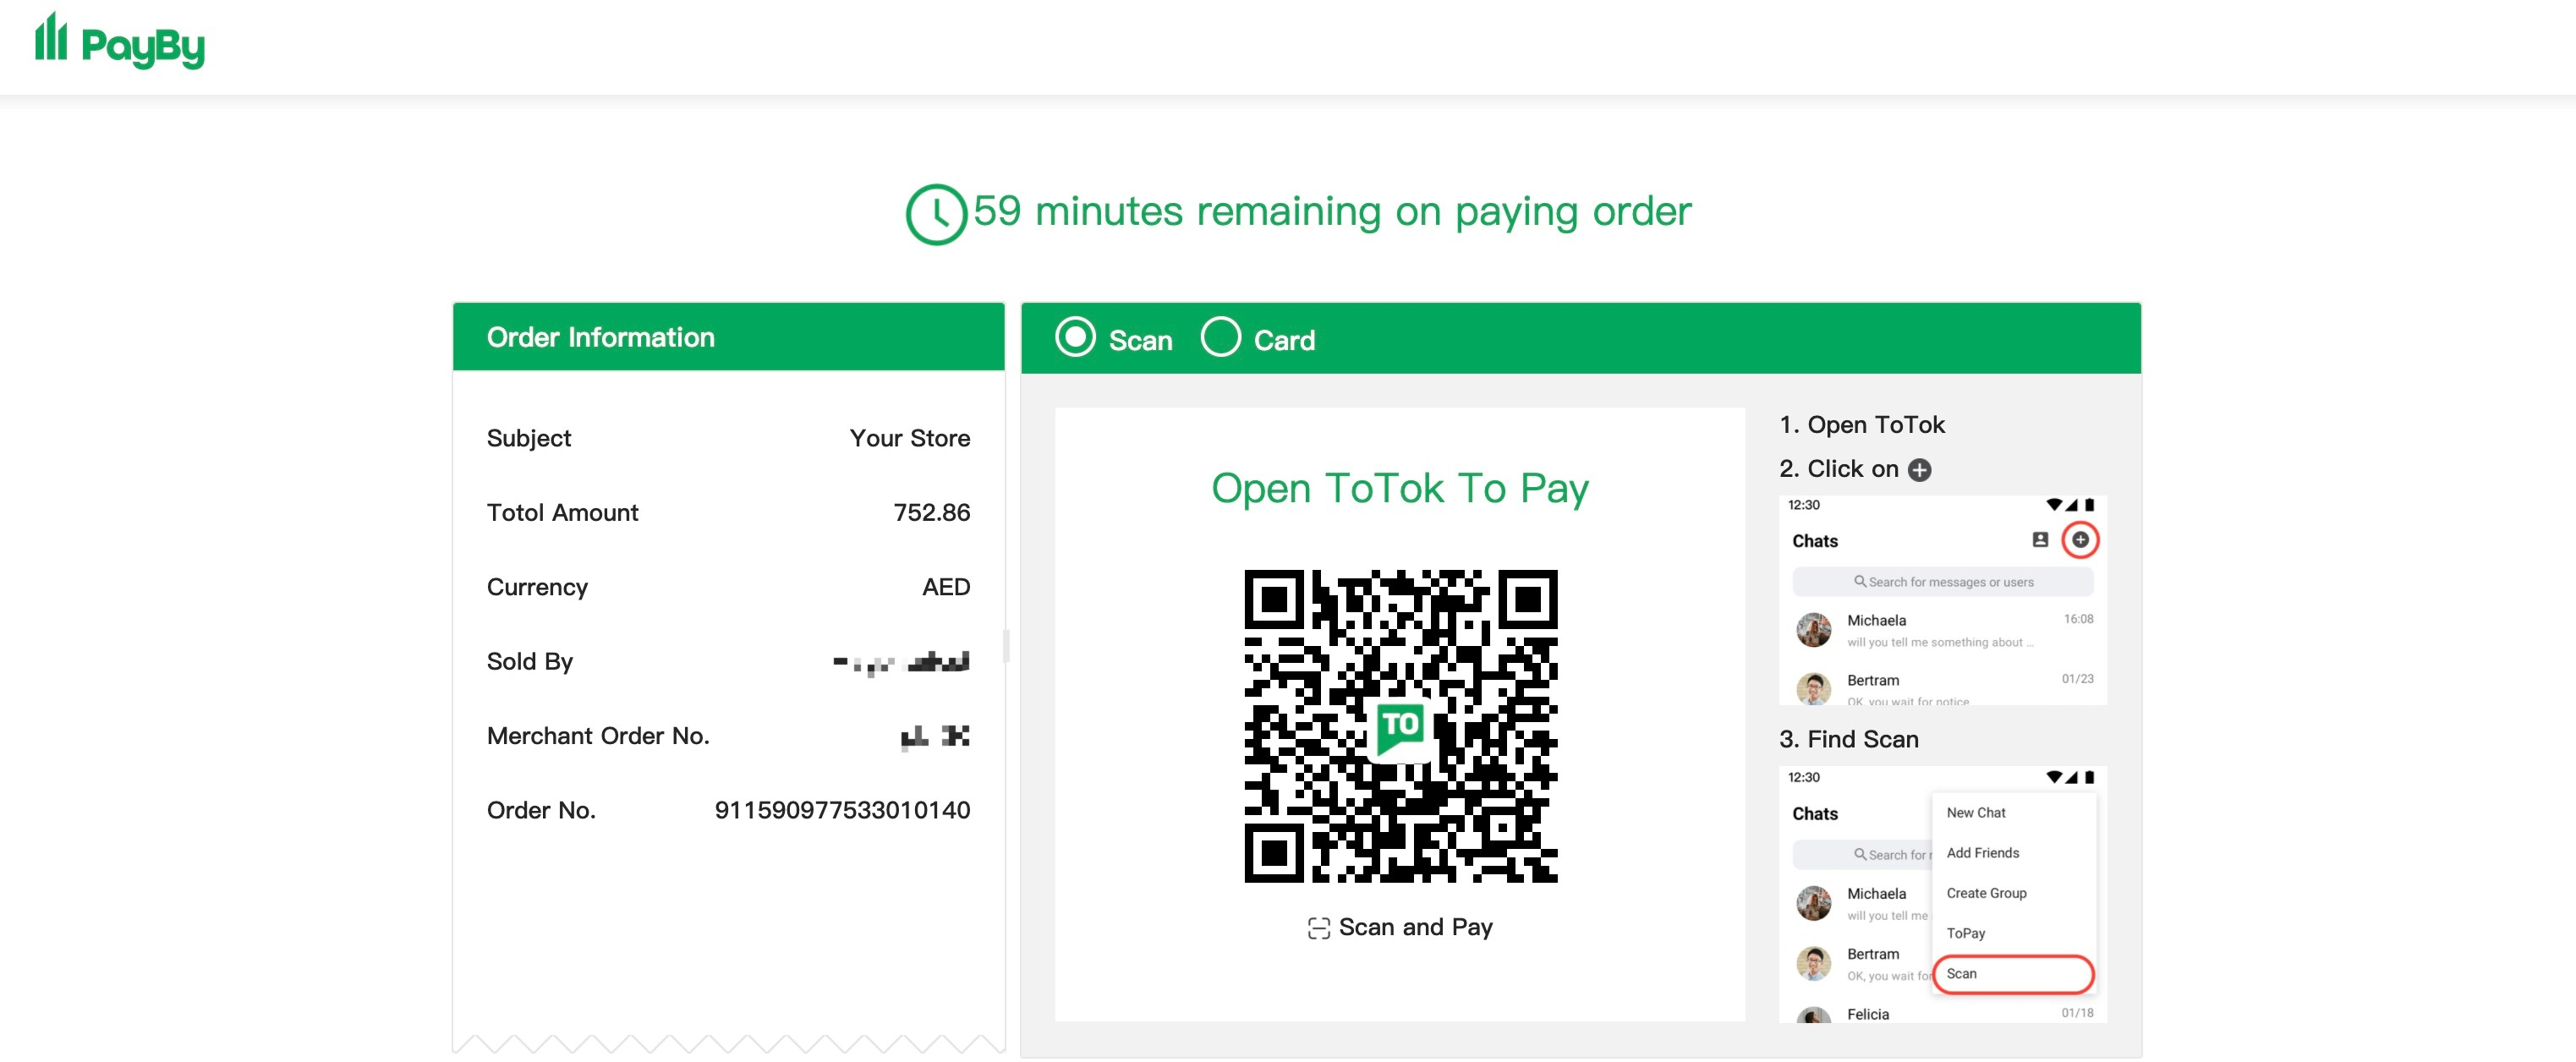 PayBy
59 minutes remaining on paying order
Order Information
Subject Your Store
Totol Amount 752.86
Currency AED
Sold By
Merchant Order No.
Order No. 911590977533010140
Scan Card
Open ToTok To Pay
TO
Scan and Pay
1. Open ToTok
2. Click on
12:30
Chats
Search for messages or users
Michaela 16:08
will you tell me something about ...
Bertram 01/23
OK, you wait for notice
3. Find Scan
12:30
Chats
New Chat
Search for
Add Friends
Michaela
Create Group
will you tell me
ToPay
Bertram
Scan
OK, you wait for
Felicia 01/18